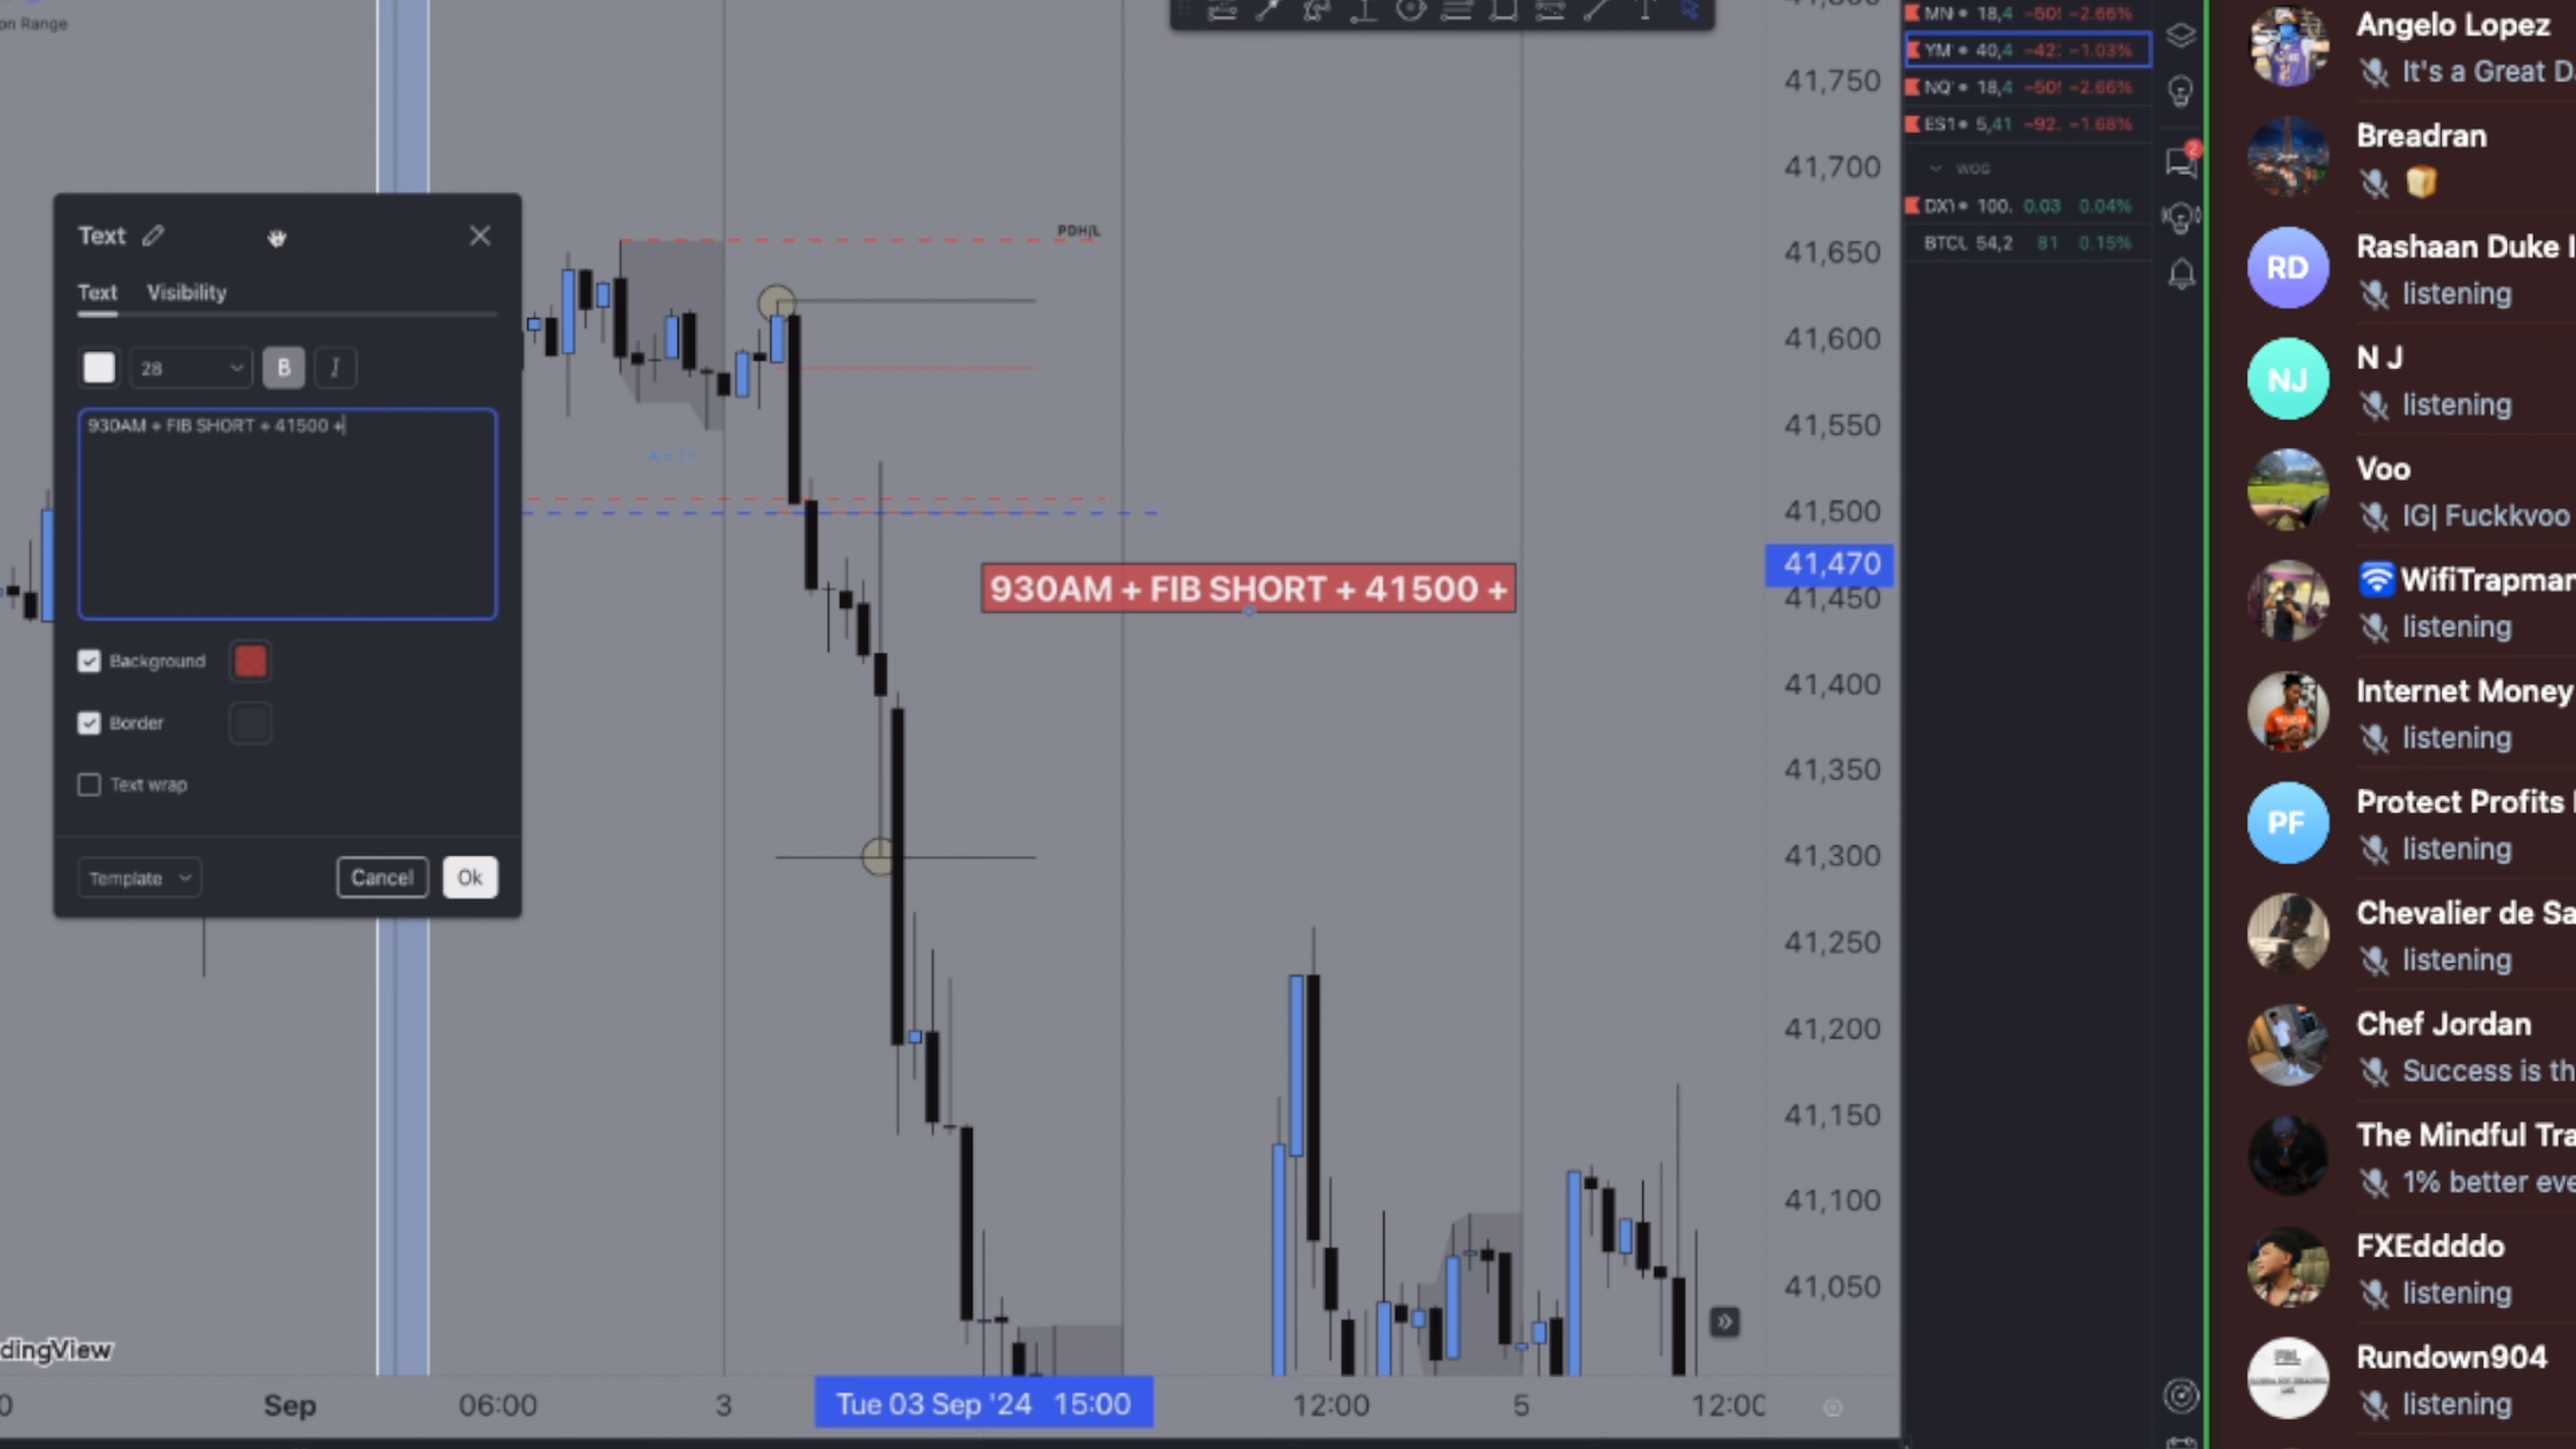 on Range
Text
Text Visibility
28
B
I
930AM + FIB SHORT + 41500 +
Background
Border
Text wrap
Template
Cancel
Ok
dingView
PDH/L
930AM + FIB SHORT + 41500 +
41,750
41,700
41,650
41,600
41,550
41,500
41,470
41,450
41,400
41,350
41,300
41,250
41,200
41,150
41,100
41,050
Sep
06:00
3
Tue 03 Sep '24 15:00
12:00
5
12:00
MN 18,4 -50! -2.66%
YM' 40,4 -42: -1.03%
NQ' 18,4 -50! -2.66%
ES1 5,41 -92. -1.68%
WOG
DX1 100. 0.03 0.04%
BTCU 54,2 81 0.15%
2
Angelo Lopez
It's a Great D
Breadran
RD
Rashaan Duke I
listening
NJ
N J
listening
Voo
IG| Fuckkvoo
WifiTrapman
listening
Internet Money
listening
PF
Protect Profits
listening
Chevalier de Sa
listening
Chef Jordan
Success is th
The Mindful Tra
1% better eve
FXEddddo
listening
Rundown904
listening